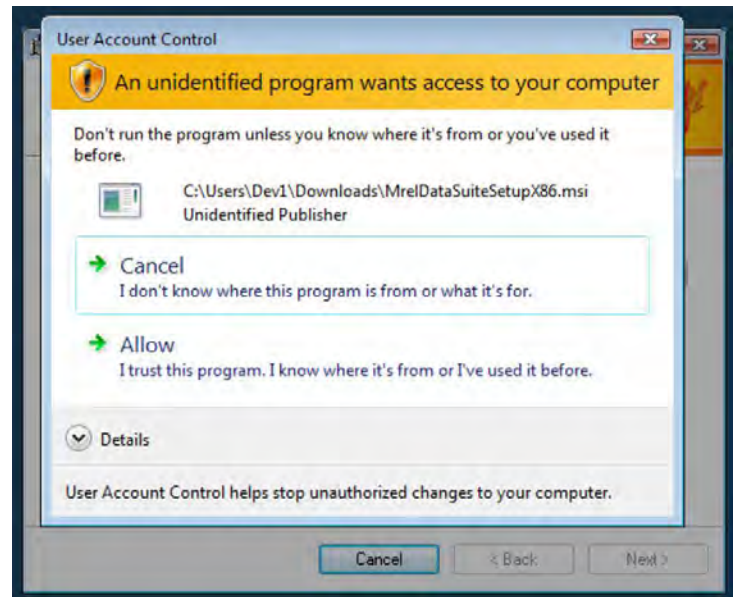 User Account Control
An unidentified program wants access to your computer
Don't run the program unless you know where it's from or you've used it
before.
C:\Users\Dev1\Downloads\MrelDataSuiteSetupX86.msi
Unidentified Publisher
Cancel
I don't know where this program is from or what it's for.
Allow
I trust this program. I know where it's from or I've used it before.
Details
User Account Control helps stop unauthorized changes to your computer.
Cancel
< Back
Next >